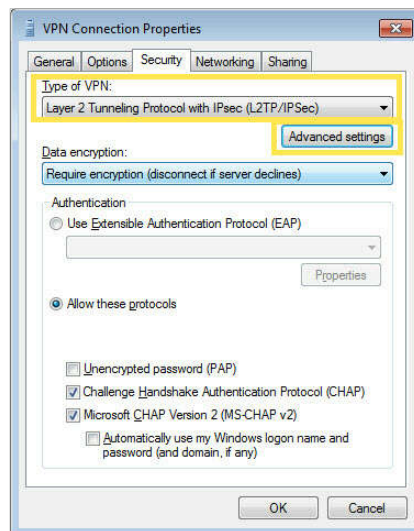 VPN Connection Properties
General Options Security Networking Sharing
Type of VPN:
Layer 2 Tunneling Protocol with IPsec (L2TP/IPSec)
Advanced settings
Data encryption:
Require encryption (disconnect if server declines)
Authentication
Use Extensible Authentication Protocol (EAP)
Properties
Allow these protocols
Unencrypted password (PAP)
Challenge Handshake Authentication Protocol (CHAP)
Microsoft CHAP Version 2 (MS-CHAP v2)
Automatically use my Windows logon name and
password (and domain, if any)
OK Cancel